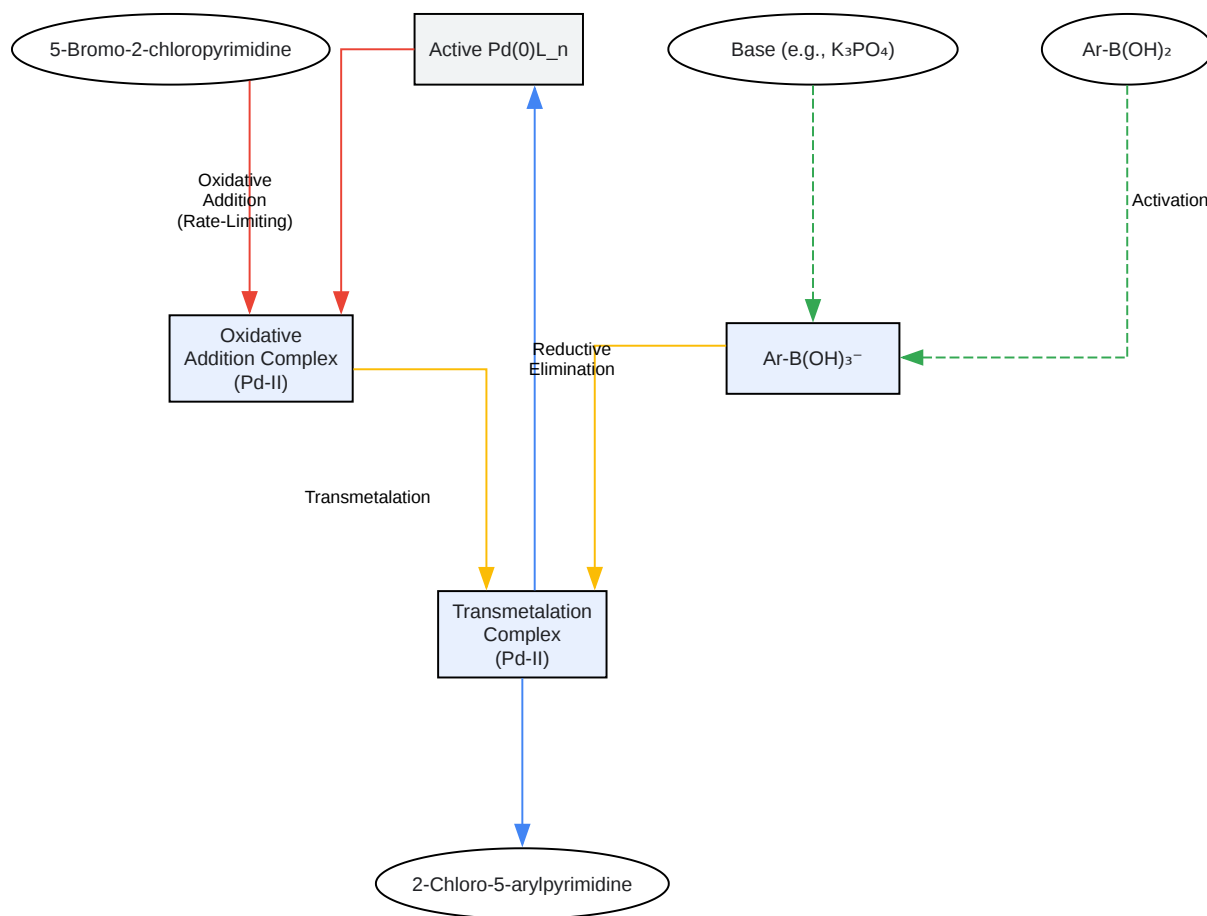 5-Bromo-2-chloropyrimidine
Active Pd(0)L_n
Base (e.g., K₃PO₄)
Ar-B(OH)₂
Oxidative
Addition
(Rate-Limiting)
Activation
Oxidative
Addition Complex
(Pd-II)
Reductive
Elimination
Ar-B(OH)₃⁻
Transmetalation
Transmetalation
Complex
(Pd-II)
2-Chloro-5-arylpyrimidine